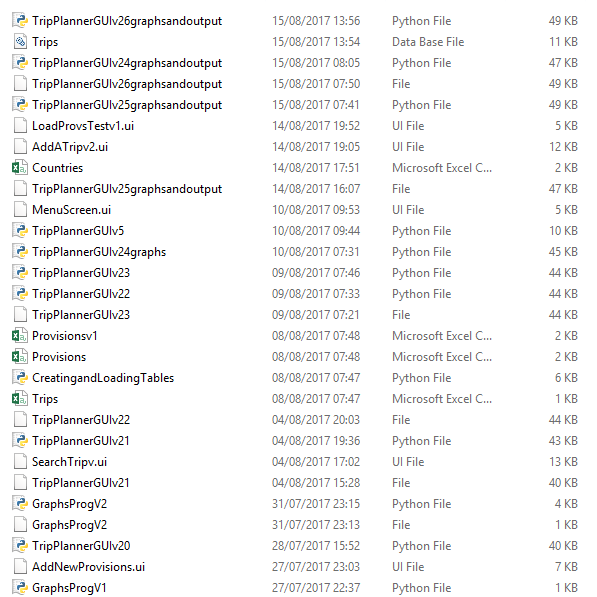 TripPlannerGUIv26graphsandoutput 15/08/2017 13:56 Python File 49 KB
Trips 15/08/2017 13:54 Data Base File 11 KB
TripPlannerGUIv24graphsandoutput 15/08/2017 08:05 Python File 47 KB
TripPlannerGUIv26graphsandoutput 15/08/2017 07:50 File 49 KB
TripPlannerGUIv25graphsandoutput 15/08/2017 07:41 Python File 49 KB
LoadProvsTestv1.ui 14/08/2017 19:52 UI File 5 KB
AddATripv2.ui 14/08/2017 19:05 UI File 12 KB
Countries 14/08/2017 17:51 Microsoft Excel C... 2 KB
TripPlannerGUIv25graphsandoutput 14/08/2017 16:07 File 47 KB
MenuScreen.ui 10/08/2017 09:53 UI File 5 KB
TripPlannerGUIv5 10/08/2017 09:44 Python File 10 KB
TripPlannerGUIv24graphs 10/08/2017 07:31 Python File 45 KB
TripPlannerGUIv23 09/08/2017 07:46 Python File 44 KB
TripPlannerGUIv22 09/08/2017 07:33 Python File 44 KB
TripPlannerGUIv23 09/08/2017 07:21 File 44 KB
Provisionsv1 08/08/2017 07:48 Microsoft Excel C... 2 KB
Provisions 08/08/2017 07:48 Microsoft Excel C... 2 KB
CreatingandLoadingTables 08/08/2017 07:47 Python File 6 KB
Trips 08/08/2017 07:47 Microsoft Excel C... 1 KB
TripPlannerGUIv22 04/08/2017 20:03 File 44 KB
TripPlannerGUIv21 04/08/2017 19:36 Python File 43 KB
SearchTripv.ui 04/08/2017 17:02 UI File 13 KB
TripPlannerGUIv21 04/08/2017 15:28 File 40 KB
GraphsProgV2 31/07/2017 23:15 Python File 4 KB
GraphsProgV2 31/07/2017 23:13 File 1 KB
TripPlannerGUIv20 28/07/2017 15:52 Python File 40 KB
AddNewProvisions.ui 27/07/2017 23:03 UI File 7 KB
GraphsProgV1 27/07/2017 22:37 Python File 1 KB